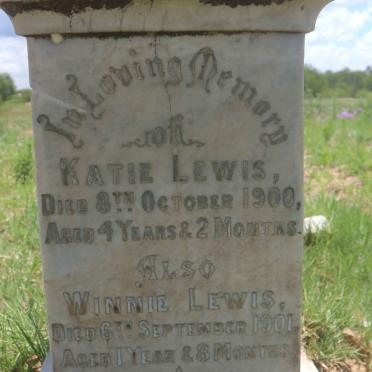 In Loving Memory
of
KATIE LEWIS,
DIED 8TH OCTOBER 1900,
AGED 4 YEARS & 2 MONTHS.
ALSO
WINNIE LEWIS,
DIED 6TH SEPTEMBER 1901,
AGED 1 YEAR & 8 MONTHS